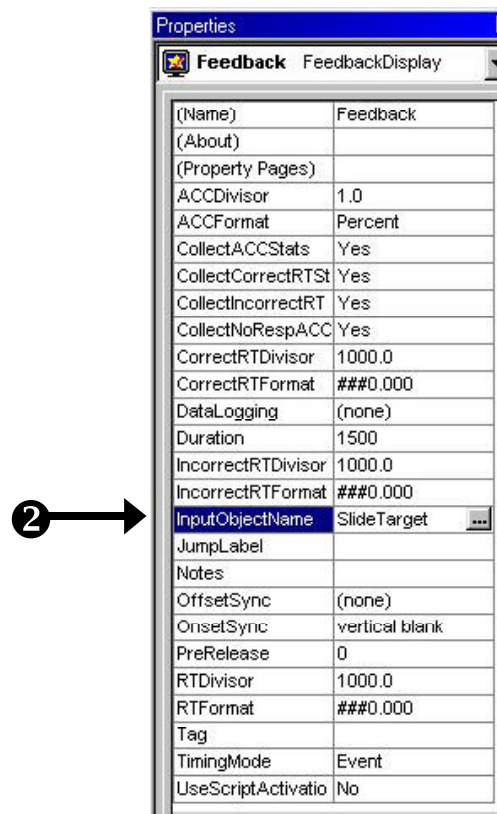 Properties
Feedback FeedbackDisplay
(Name) Feedback
(About)
(Property Pages)
ACCDivisor 1.0
ACCFormat Percent
CollectACCStats Yes
CollectCorrectRTSt Yes
CollectIncorrectRT Yes
CollectNoRespACC Yes
CorrectRTDivisor 1000.0
CorrectRTFormat ###0.000
DataLogging (none)
Duration 1500
IncorrectRTDivisor 1000.0
IncorrectRTFormat ###0.000
2 InputObjectName SlideTarget ...
JumpLabel
Notes
OffsetSync (none)
OnsetSync vertical blank
PreRelease 0
RTDivisor 1000.0
RTFormat ###0.000
Tag
TimingMode Event
UseScriptActivatio No